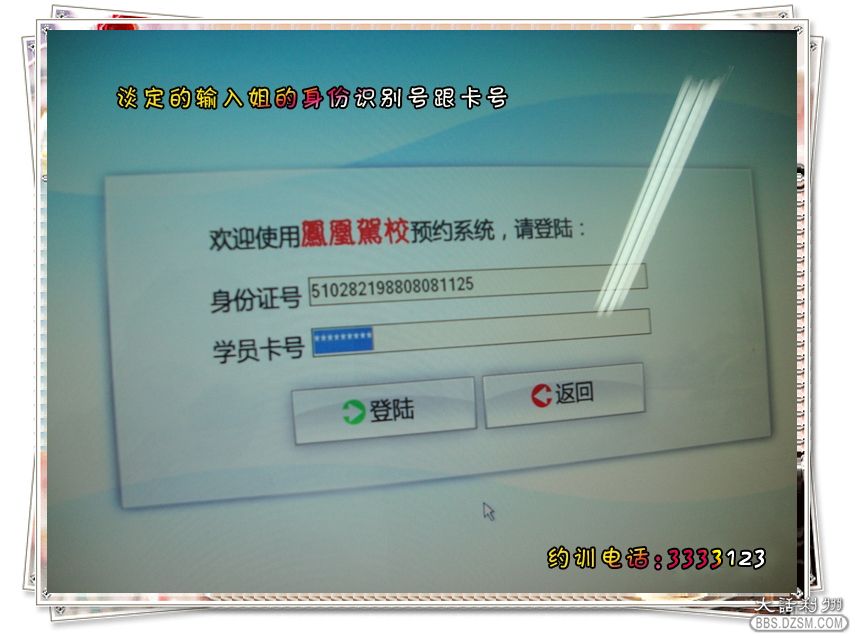 淡定的输入姐的身份识别号跟卡号
欢迎使用鳳凰駕校预约系统，请登陆：
身份证号 510282198808081125
学员卡号 *********
登陆 返回
约训电话:3333123
大話彩쬐
BBS.DZSM.COM